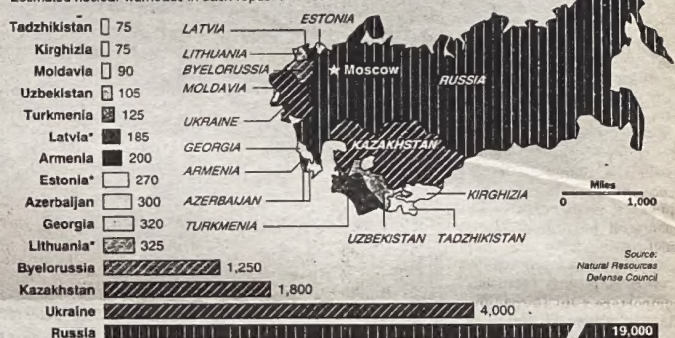 Tadzhikistan 75
Kirghizia 75
Moldavia 90
Uzbekistan 105
Turkmenia 125
Latvia* 185
Armenia 200
Estonia* 270
Azerbaijan 300
Georgia 320
Lithuania* 325
Byelorussia 1,250
Kazakhstan 1,800
Ukraine 4,000
Russia 19,000
ESTONIA
LATVIA
LITHUANIA
BYELORUSSIA
MOLDAVIA
UKRAINE
GEORGIA
ARMENIA
AZERBAIJAN
TURKMENIA
★ Moscow
RUSSIA
KAZAKHSTAN
KIRGHIZIA
UZBEKISTAN TADZHIKISTAN
Miles
0 1,000
Source:
Natural Resources
Defense Council